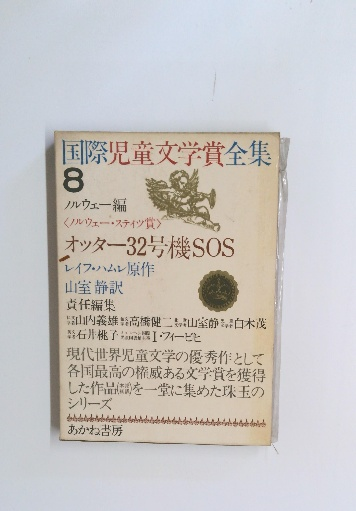 国際児童文学賞全集
8
ノルウェー編
〈ノルウェー・ステイツ賞〉
オッター32号機SOS
レイフ・ハムレ原作
山室静訳
責任編集
山内義雄 高橋健二 山室静 白木茂
石井桃子 I・フィービヒ
現代世界児童文学の優秀作として
各国最高の権威ある文学賞を獲得
した作品を一堂に集めた珠玉の
シリーズ
あかね書房